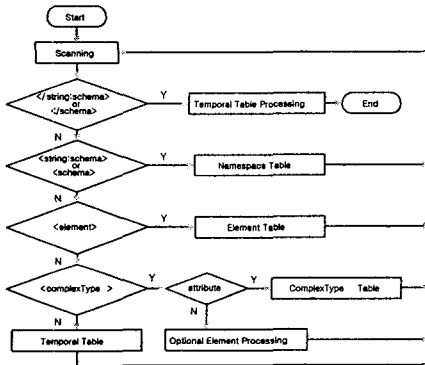 Start
Scanning
</string:schema>
or
</schema>
Y
Temporal Table Processing
End
N
<string:schema>
or
<schema>
Y
Namespace Table
N
<element>
Y
Element Table
N
<complexType >
Y
attribute
Y
ComplexType Table
N
N
Temporal Table
Optional Element Processing